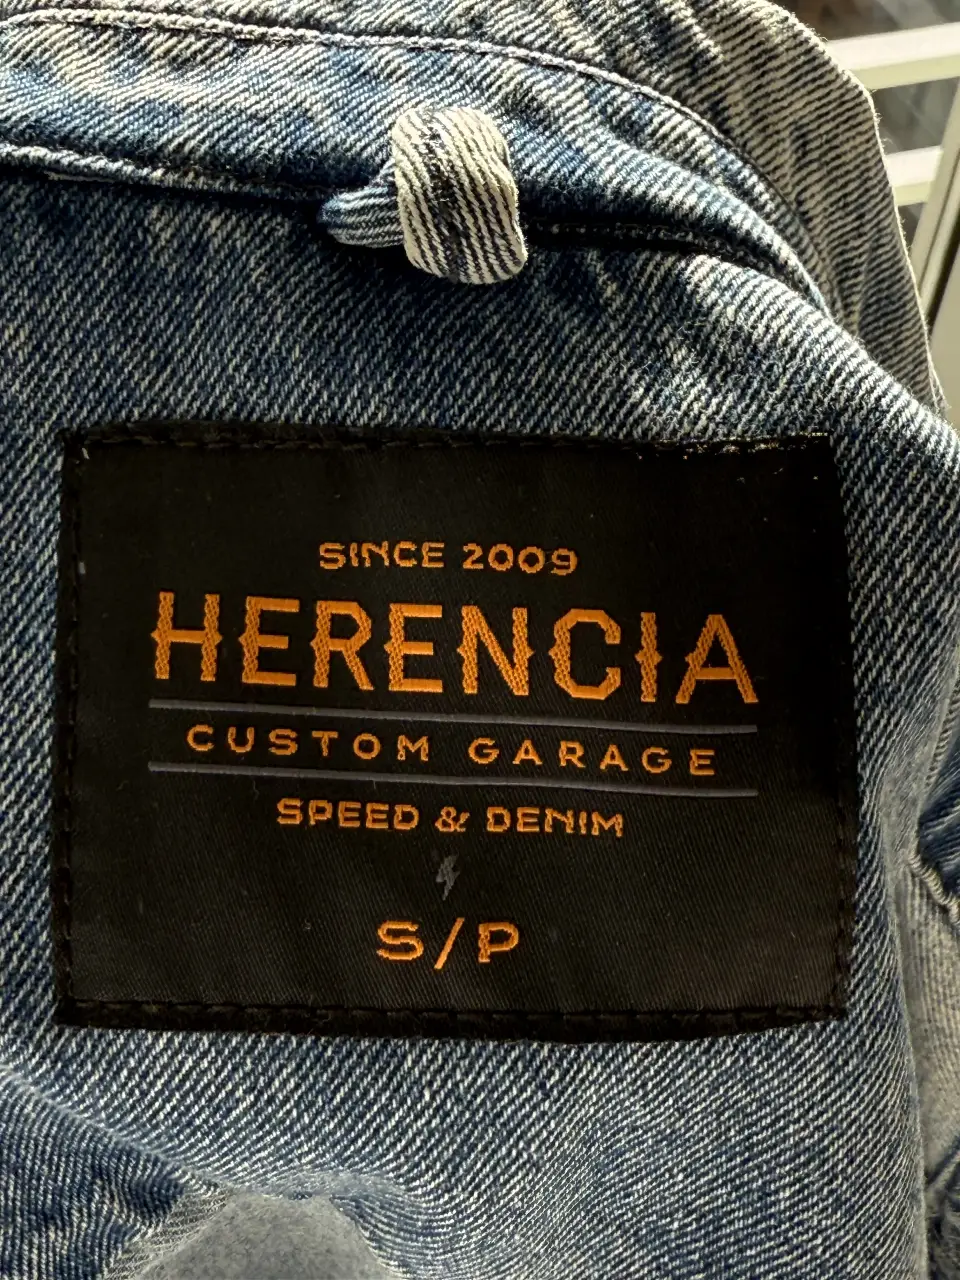 SINCE 2009
HERENCIA
CUSTOM GARAGE
SPEED & DENIM
S/P